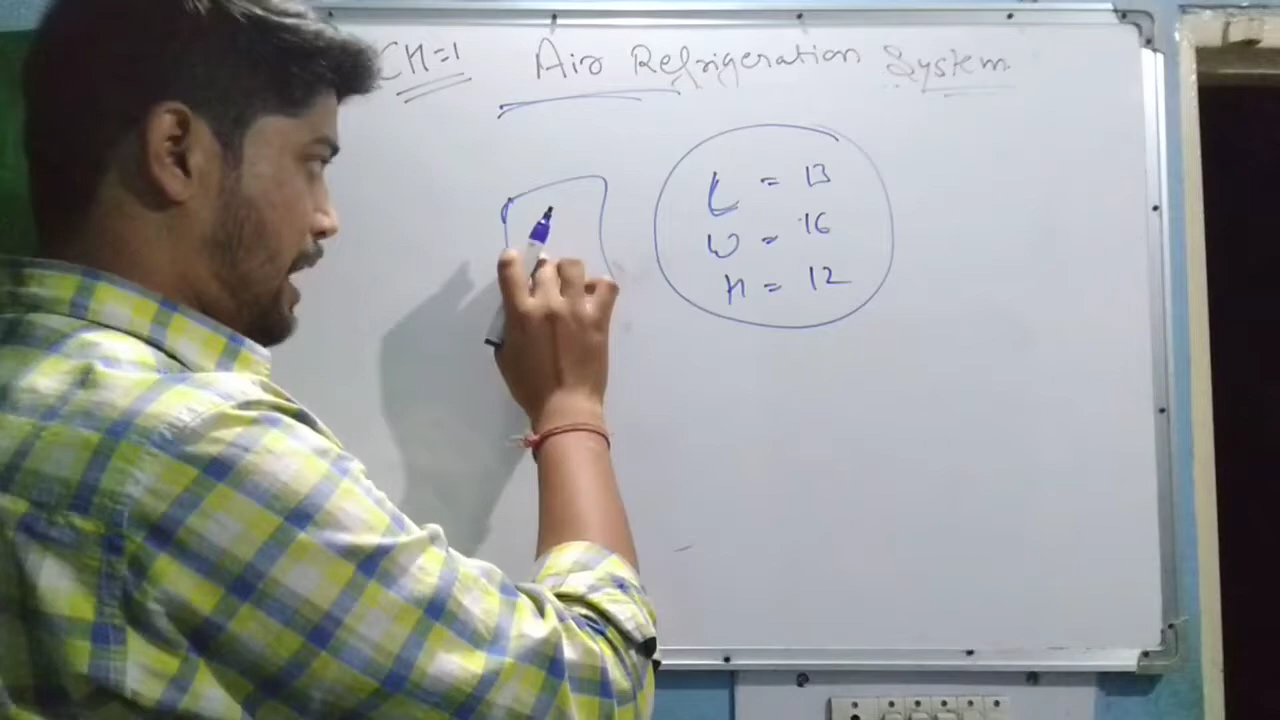 CH=1 Air Refrigeration System
L = 13
W = 16
H = 12